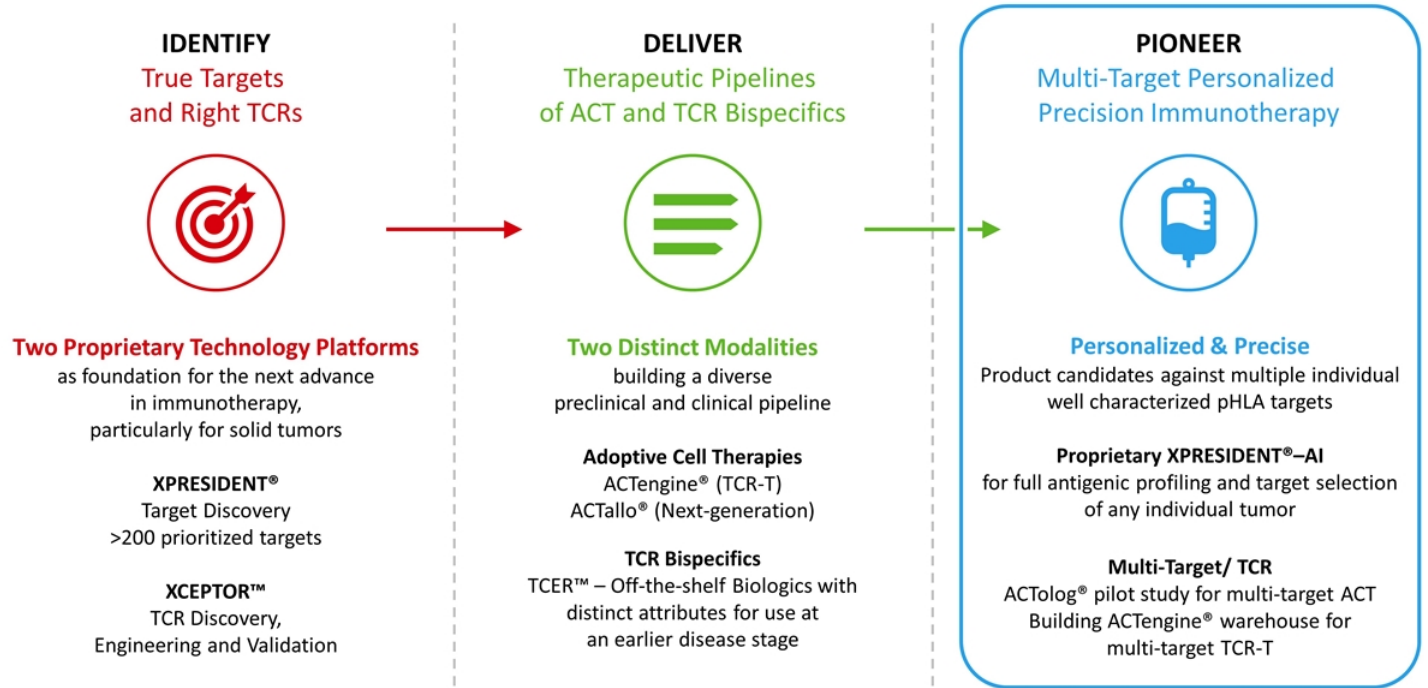 IDENTIFY
True Targets
and Right TCRs
Two Proprietary Technology Platforms
as foundation for the next advance
in immunotherapy,
particularly for solid tumors
XPRESIDENT®
Target Discovery
>200 prioritized targets
XCEPTOR™
TCR Discovery,
Engineering and Validation
DELIVER
Therapeutic Pipelines
of ACT and TCR Bispecifics
Two Distinct Modalities
building a diverse
preclinical and clinical pipeline
Adoptive Cell Therapies
ACTengine® (TCR-T)
ACTallo® (Next-generation)
TCR Bispecifics
TCER™ – Off-the-shelf Biologics with
distinct attributes for use at
an earlier disease stage
PIONEER
Multi-Target Personalized
Precision Immunotherapy
Personalized & Precise
Product candidates against multiple individual
well characterized pHLA targets
Proprietary XPRESIDENT®–AI
for full antigenic profiling and target selection
of any individual tumor
Multi-Target/ TCR
ACTolog® pilot study for multi-target ACT
Building ACTengine® warehouse for
multi-target TCR-T